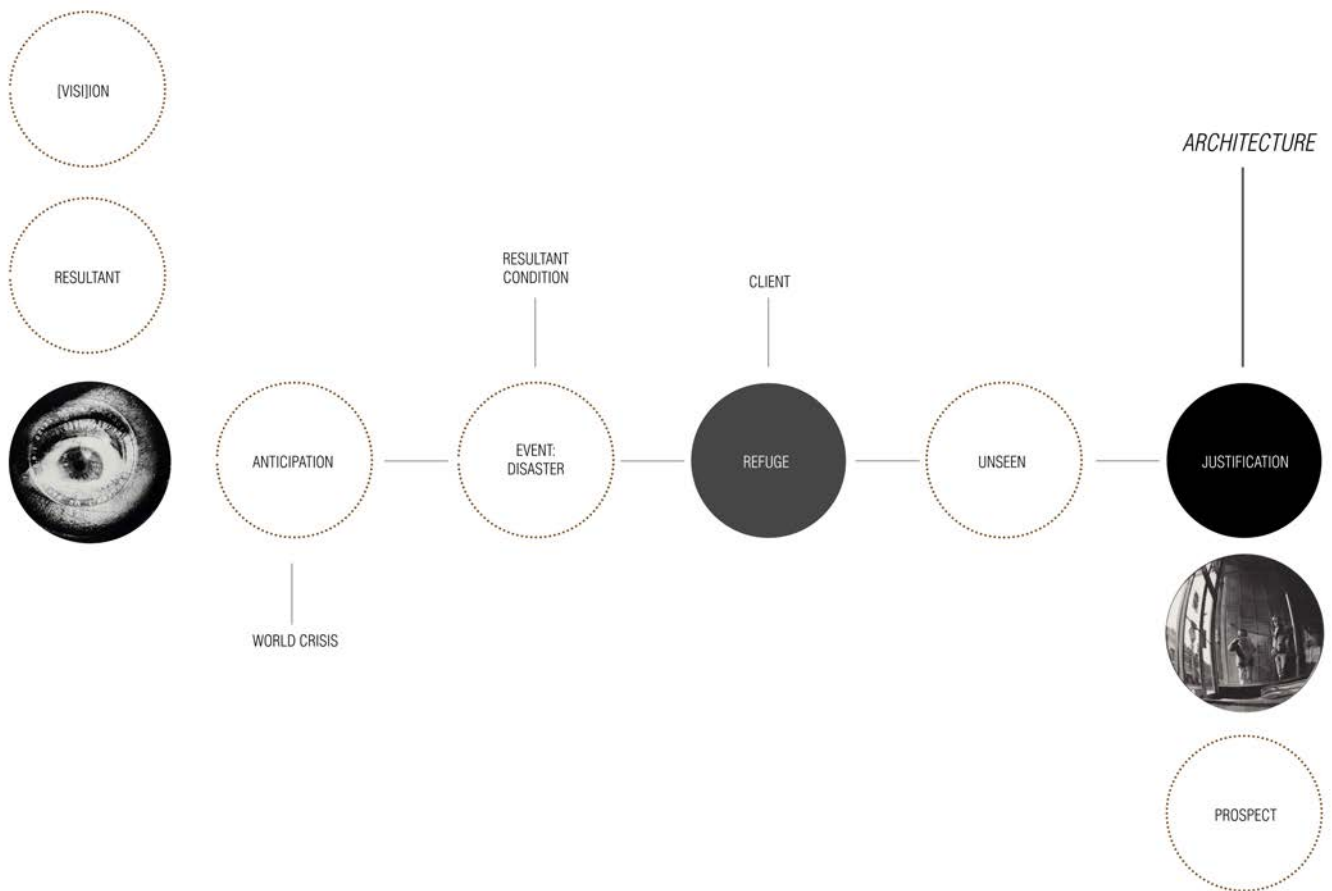 [VISI]ION
ARCHITECTURE
RESULTANT
RESULTANT
CONDITION
CLIENT
ANTICIPATION
EVENT:
DISASTER
REFUGE
UNSEEN
JUSTIFICATION
WORLD CRISIS
PROSPECT